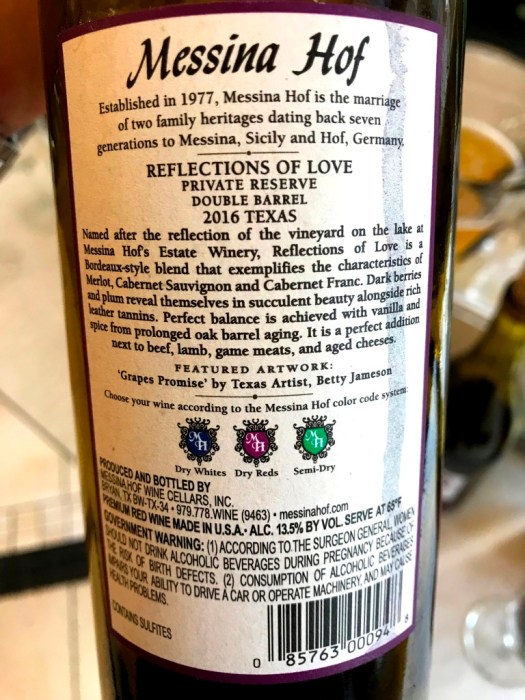 Messina Hof
Established in 1977, Messina Hof is the marriage
of two family heritages dating back seven
generations to Messina, Sicily and Hof, Germany.
REFLECTIONS OF LOVE
PRIVATE RESERVE
DOUBLE BARREL
2016 TEXAS
Named after the reflection of the vineyard on the lake at
Messina Hof's Estate Winery, Reflections of Love is a
Bordeaux-style blend that exemplifies the characteristics of
Merlot, Cabernet Sauvignon and Cabernet Franc. Dark berries
and plum reveal themselves in succulent beauty alongside rich
leather tannins. Perfect balance is achieved with vanilla and
spice from prolonged oak barrel aging. It is a perfect addition
next to beef, lamb, game meats, and aged cheeses.
FEATURED ARTWORK:
'Grapes Promise' by Texas Artist, Betty Jameson
Choose your wine according to the Messina Hof color code system:
MH MH MH
Dry Whites Dry Reds Semi-Dry
PRODUCED AND BOTTLED BY
MESSINA HOF WINE CELLARS, INC.
BRYAN, TX BW-TX-34 • 979.778.WINE (9463) • messinahof.com
PREMIUM RED WINE MADE IN U.S.A. • ALC. 13.5% BY VOL. SERVE AT 65°F
GOVERNMENT WARNING: (1) ACCORDING TO THE SURGEON GENERAL, WOMEN
SHOULD NOT DRINK ALCOHOLIC BEVERAGES DURING PREGNANCY BECAUSE OF
THE RISK OF BIRTH DEFECTS. (2) CONSUMPTION OF ALCOHOLIC BEVERAGES
IMPAIRS YOUR ABILITY TO DRIVE A CAR OR OPERATE MACHINERY, AND MAY CAUSE
HEALTH PROBLEMS.
CONTAINS SULFITES
0 85763 00094 8